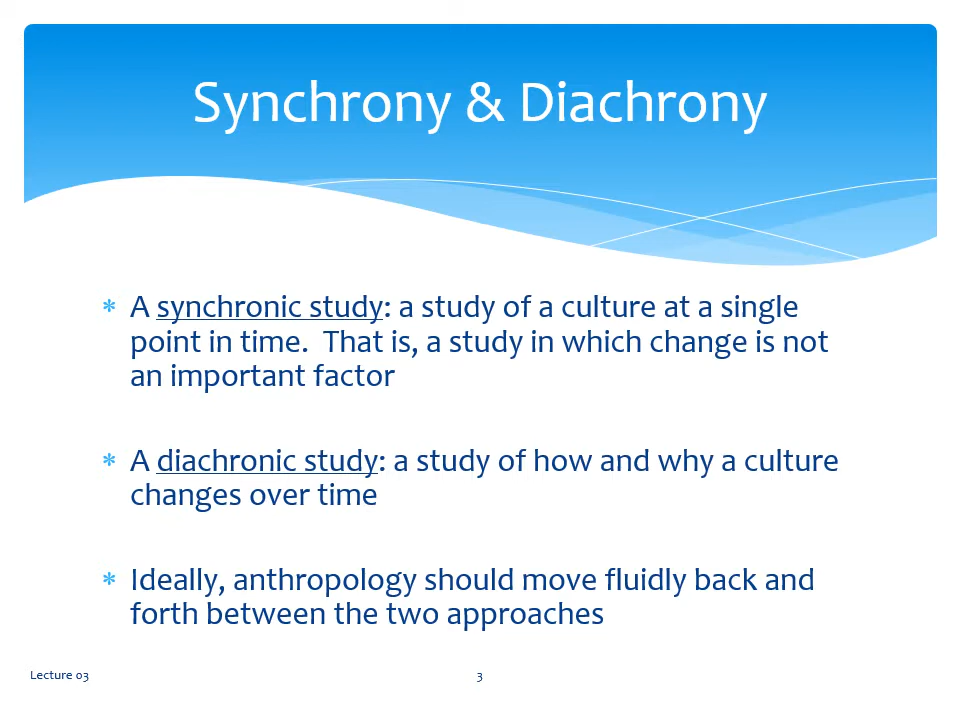 Synchrony & Diachrony
* A synchronic study: a study of a culture at a single
point in time.  That is, a study in which change is not
an important factor
* A diachronic study: a study of how and why a culture
changes over time
* Ideally, anthropology should move fluidly back and
forth between the two approaches
Lecture 03
3